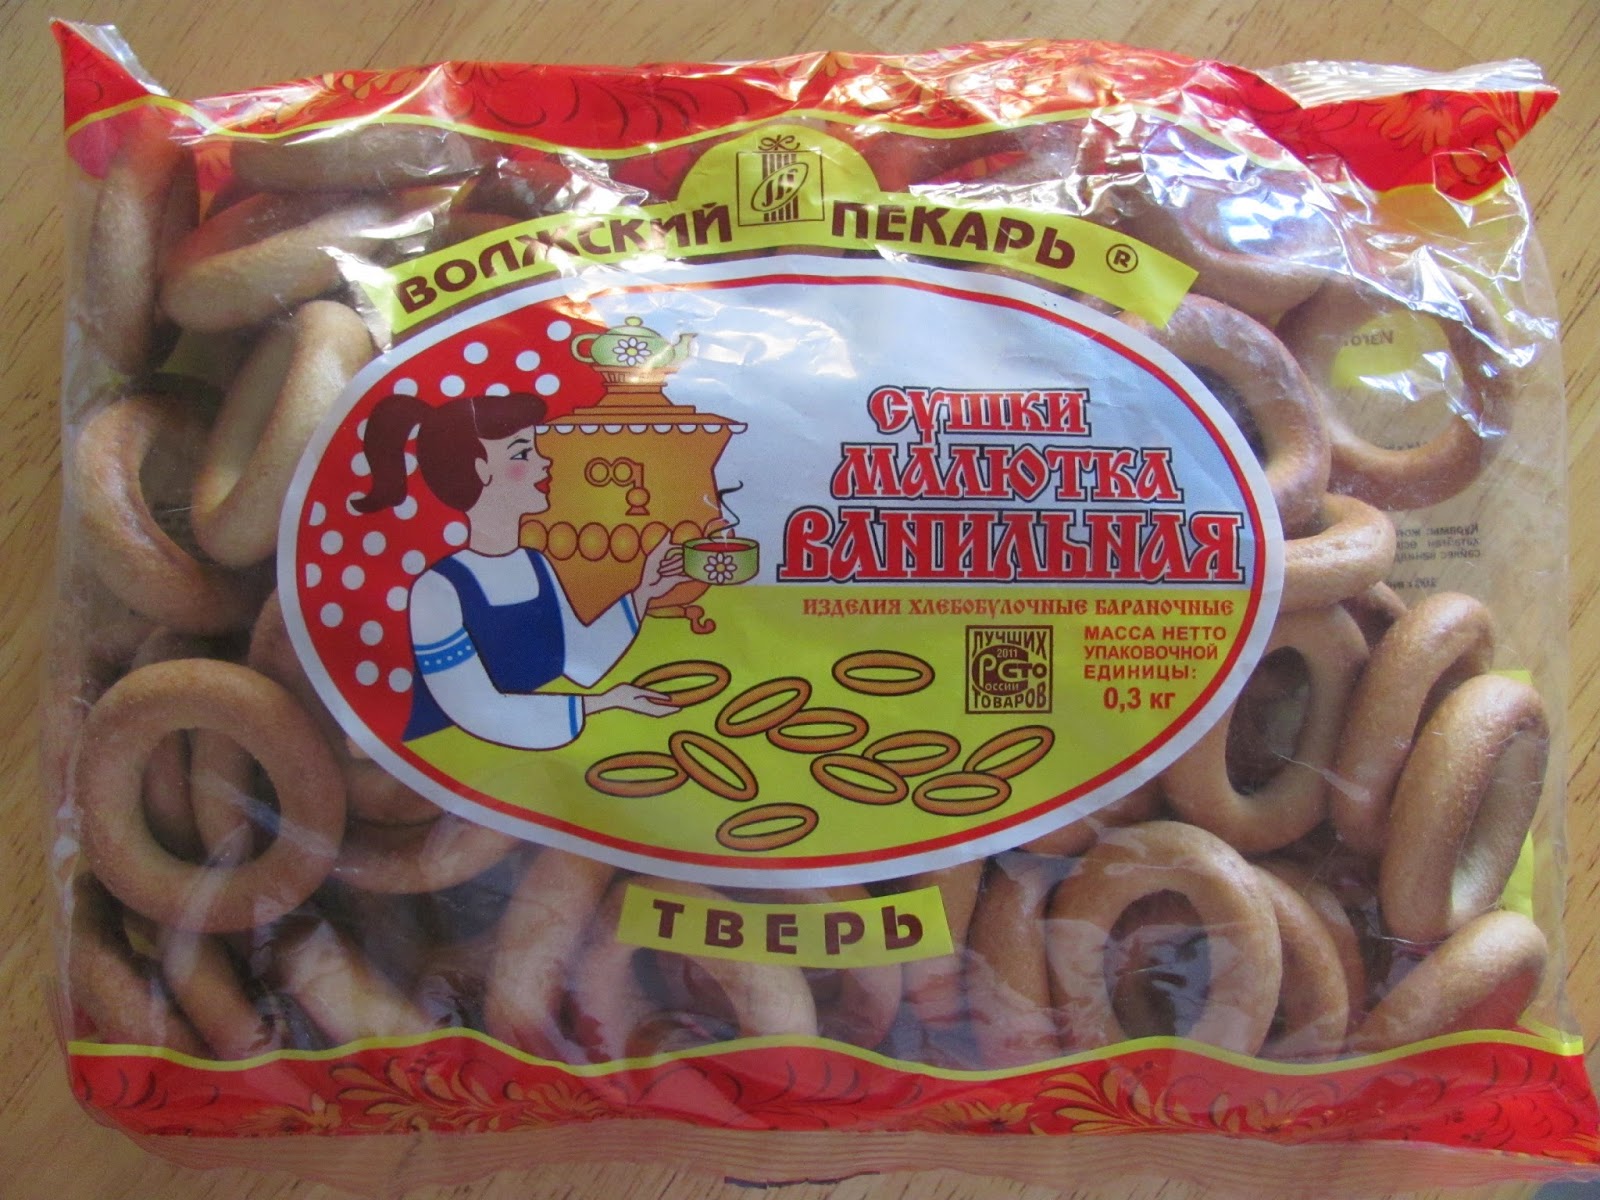 ВОЛЖСКИЙ ПЕКАРЬ ®
СУШКИ
МАЛЮТКА
ВАНИЛЬНАЯ
ИЗДЕЛИЯ ХЛЕБОБУЛОЧНЫЕ БАРАНОЧНЫЕ
ЛУЧШИХ
2011
СТО
РОССИИ
ТОВАРОВ
МАССА НЕТТО
УПАКОВОЧНОЙ
ЕДИНИЦЫ:
0,3 кг
ТВЕРЬ